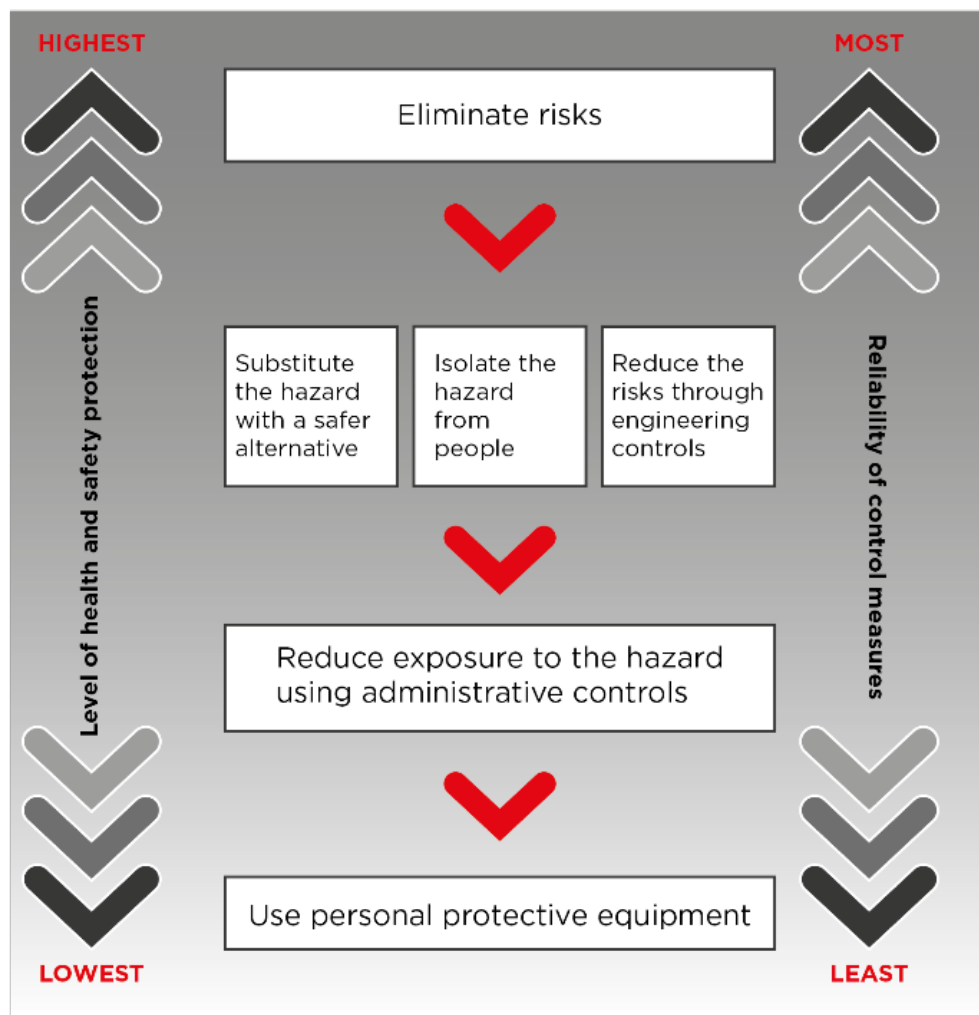 HIGHEST
MOST
Eliminate risks
Substitute
the hazard
with a safer
alternative
Isolate the
hazard
from
people
Reduce the
risks through
engineering
controls
Level of health and safety protection
Reliability of control measures
Reduce exposure to the hazard
using administrative controls
Use personal protective equipment
LOWEST
LEAST